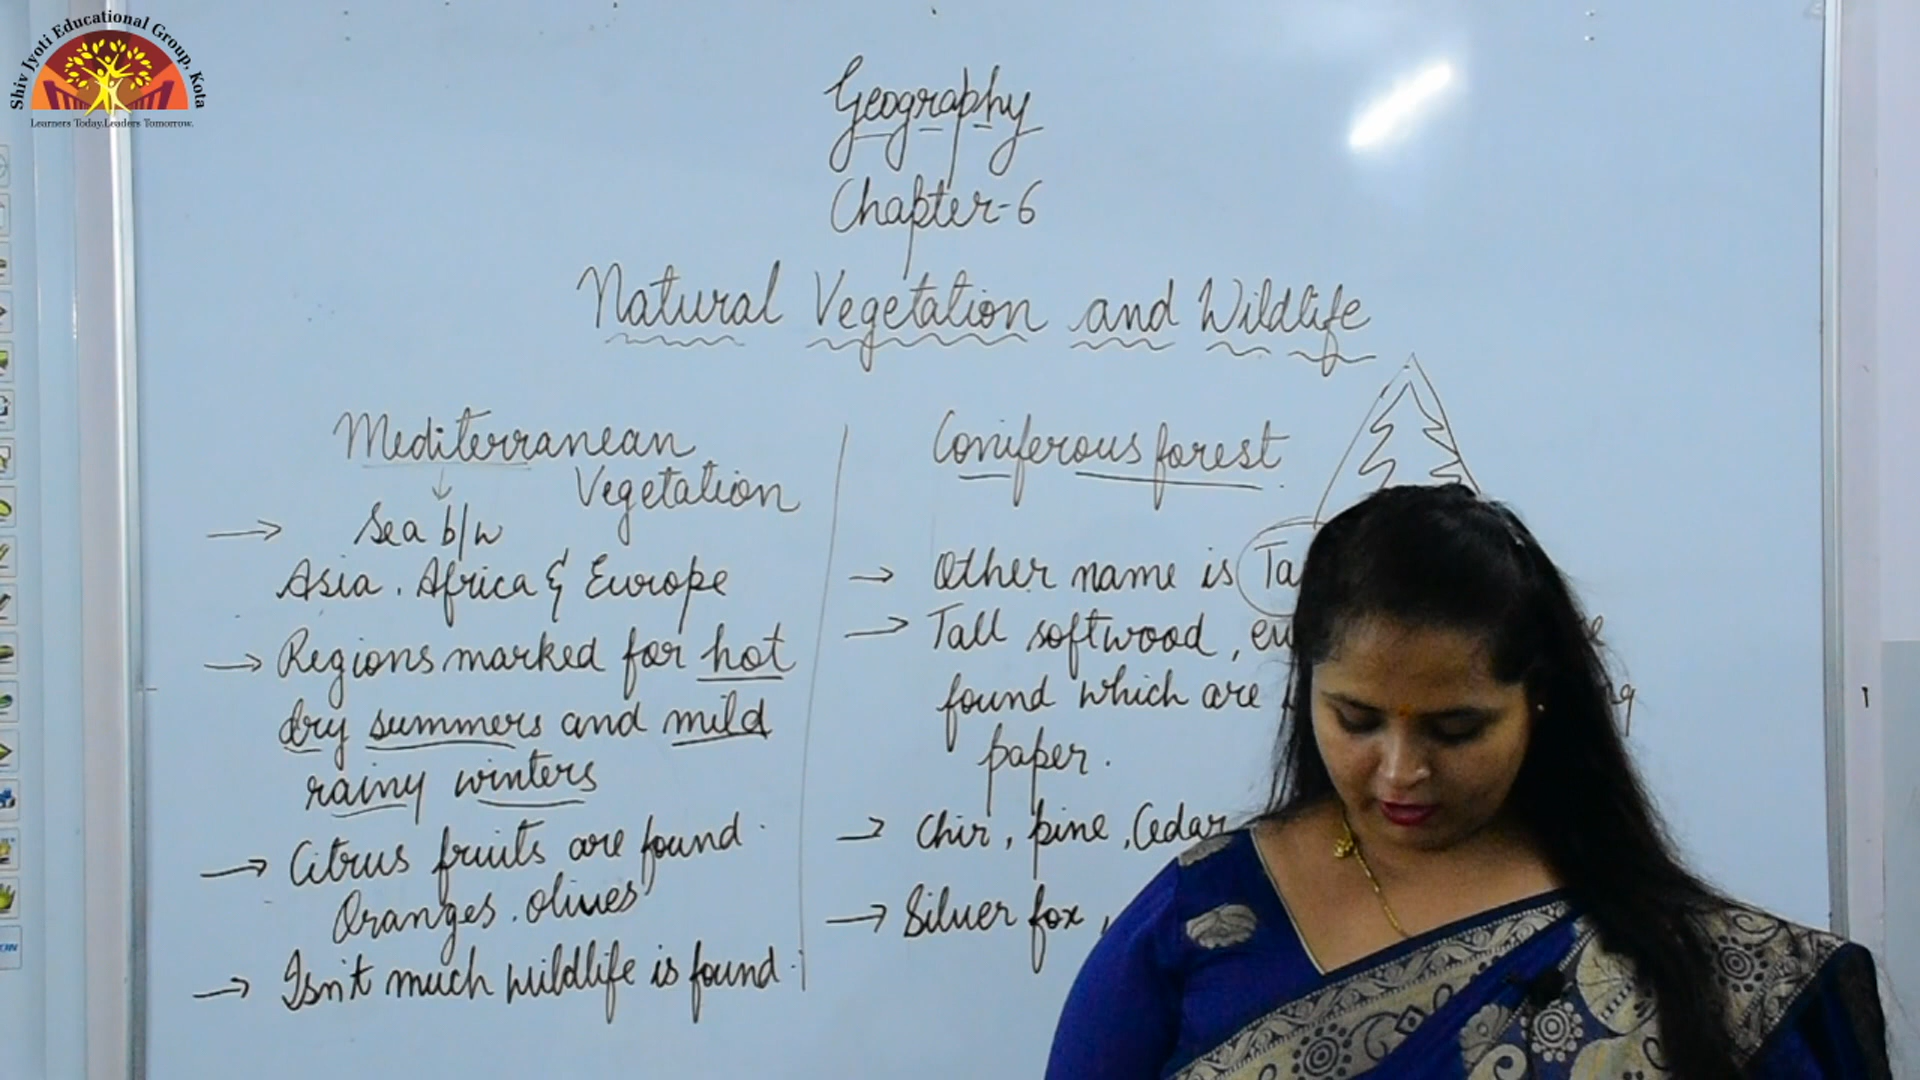 Shiv Jyoti Educational Group, Kota
Learners Today.Leaders Tomorrow.
Geography
Chapter-6
Natural Vegetation and Wildlife
Mediterranean
Vegetation
→ Sea b/w
Asia, Africa & Europe
→ Regions marked for hot
dry summers and mild
rainy winters
→ Citrus fruits are found.
Oranges, olives
→ Isn't much wildlife is found.
Coniferous forest
→ Other name is
→ Tall softwood,
found which are
paper.
→ Chir, pine, Cedar
→ Silver fox,